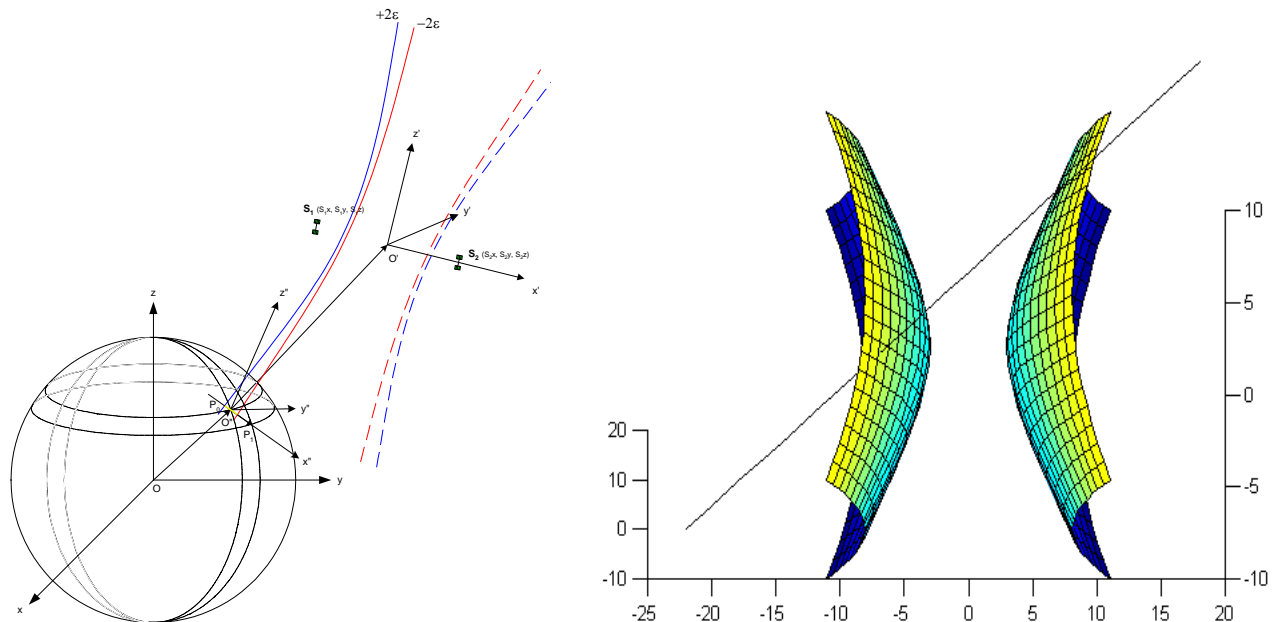 +2ε
−2ε
z'
S₁ (S₁x, S₁y, S₁z)
y'
O'
S₂ (S₂x, S₂y, S₂z)
x'
z
z"
P₀
O"
y"
P₁
x"
O
y
x
10
5
0
-5
-10
20
10
0
-10
-25
-20
-15
-10
-5
0
5
10
15
20